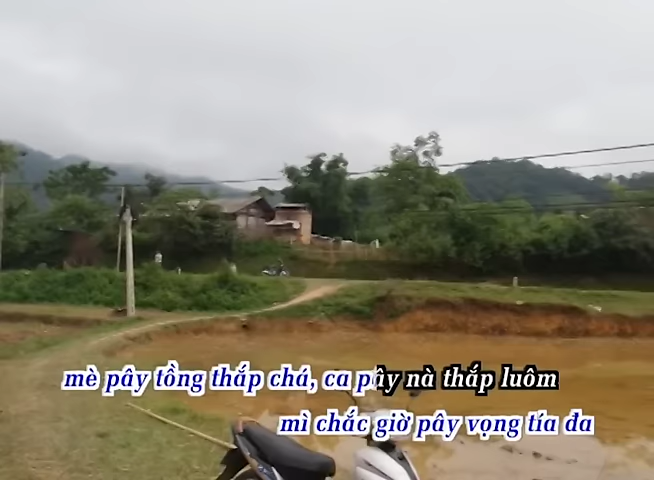 mè pây tồng thắp chá, ca pây nà thắp luôm
mì chắc giờ pây vọng tía đa